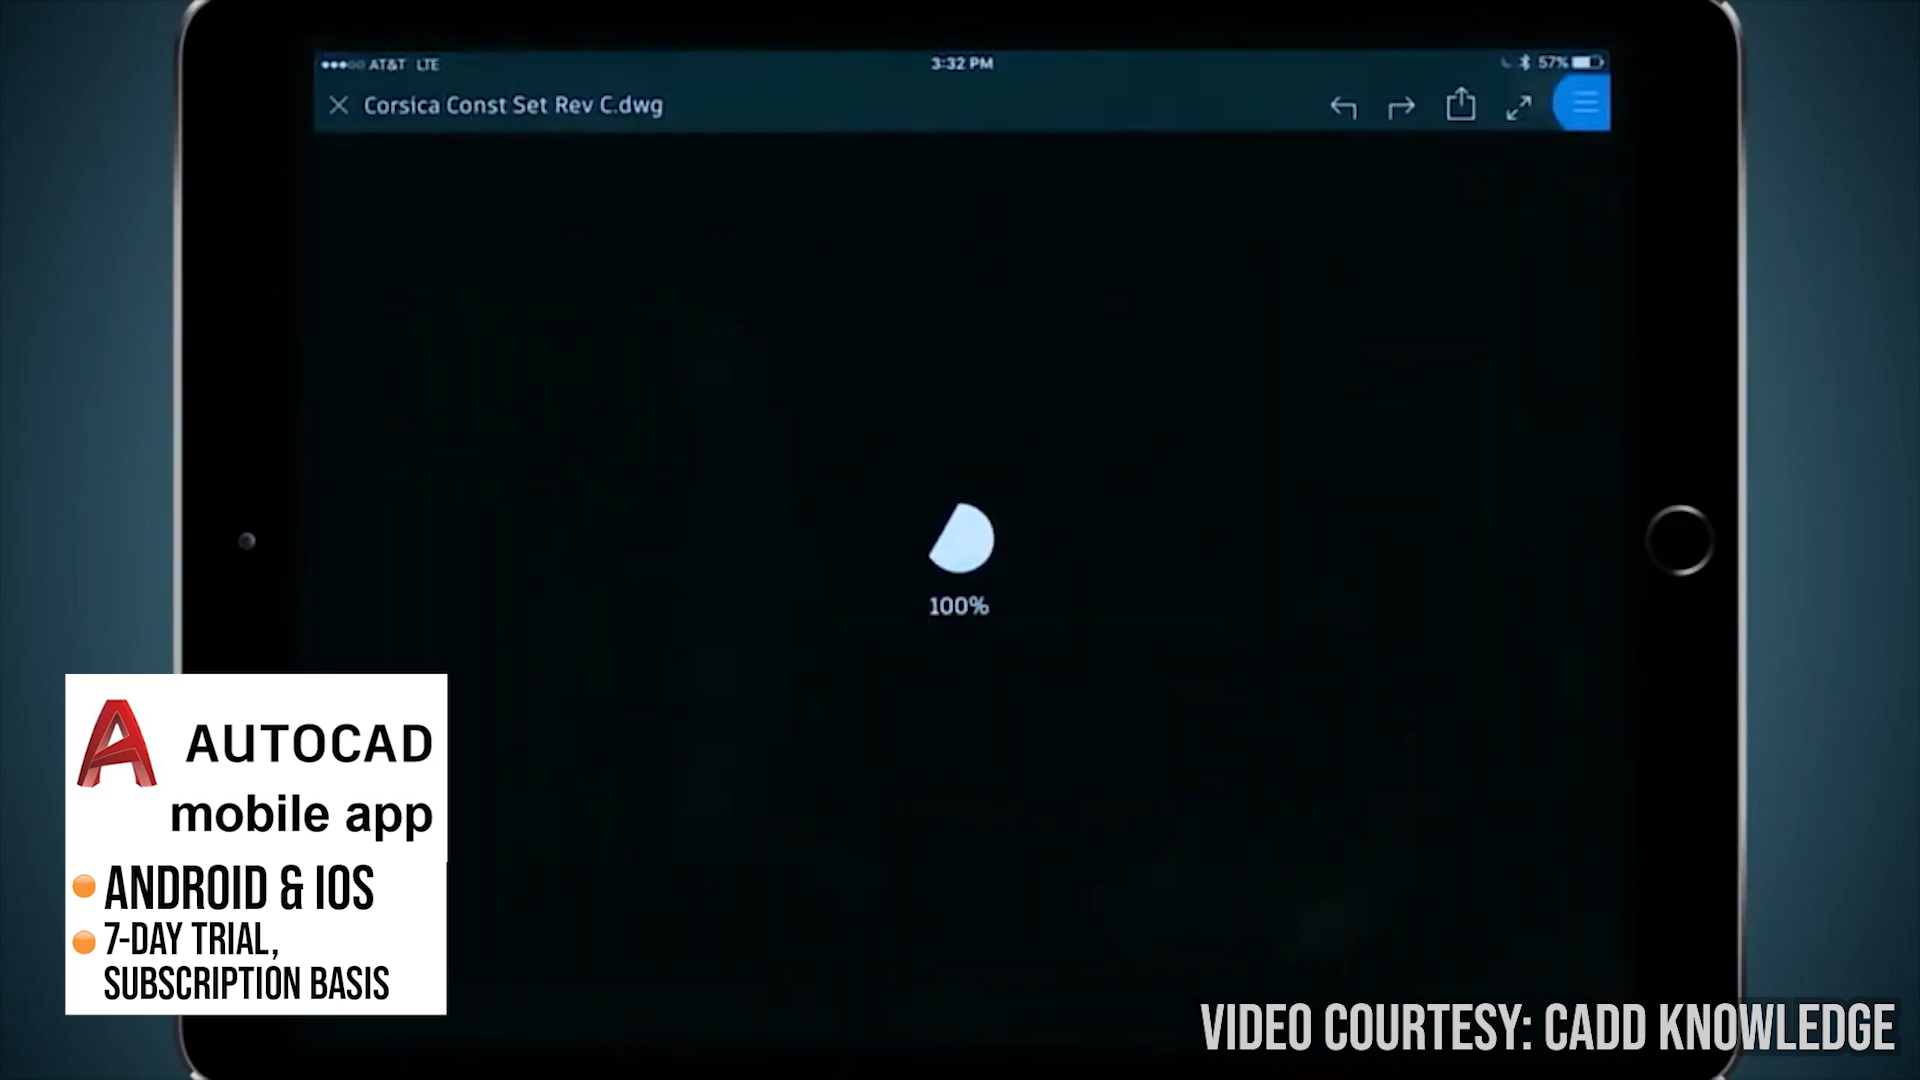 AT&T LTE
3:32 PM
57%
Corsica Const Set Rev C.dwg
100%
AUTOCAD
mobile app
ANDROID & IOS
7-DAY TRIAL,
SUBSCRIPTION BASIS
VIDEO COURTESY: CADD KNOWLEDGE